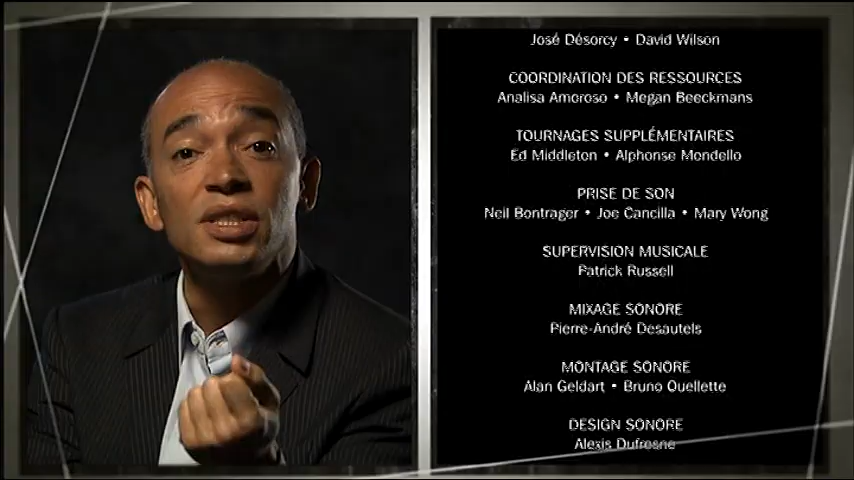 José Désorcy • David Wilson
COORDINATION DES RESSOURCES
Analisa Amoroso • Megan Beeckmans
TOURNAGES SUPPLÉMENTAIRES
Ed Middleton • Alphonse Mondello
PRISE DE SON
Neil Bontrager • Joe Cancilla • Mary Wong
SUPERVISION MUSICALE
Patrick Russell
MIXAGE SONORE
Pierre-André Desautels
MONTAGE SONORE
Alan Geldart • Bruno Ouellette
DESIGN SONORE
Alexis Dufresne